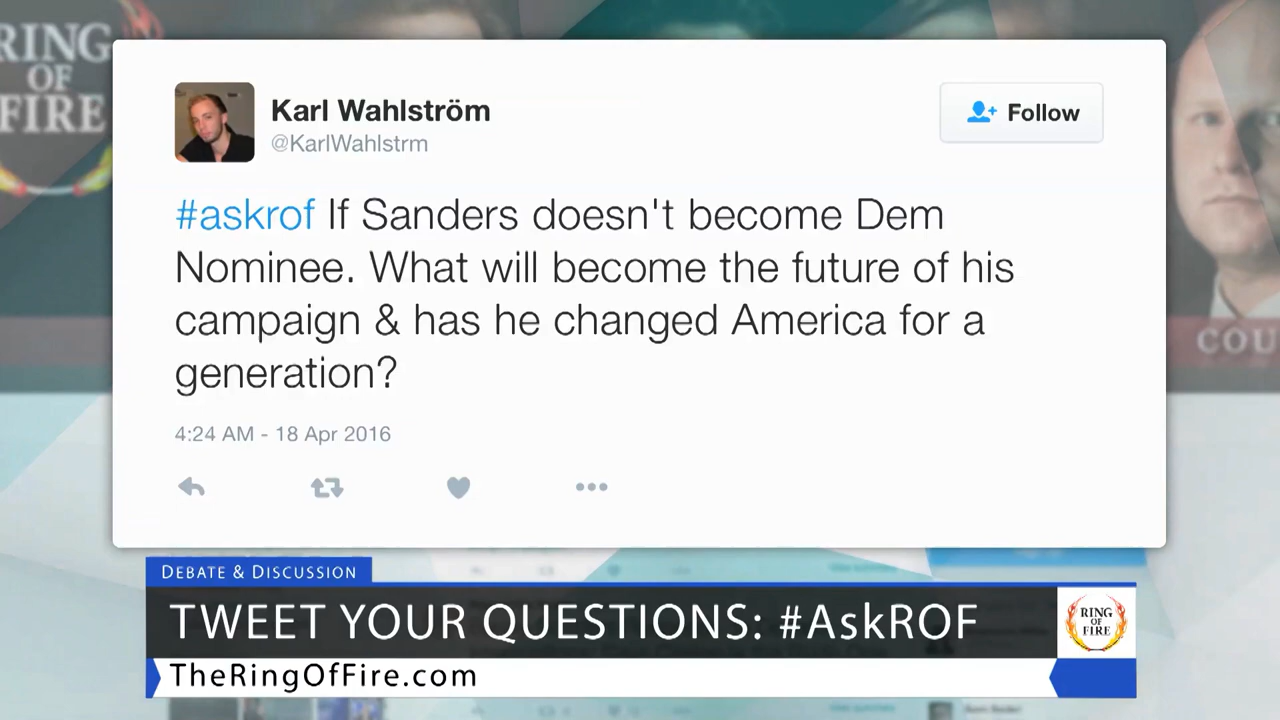 RING
OF
FIRE
Karl Wahlström
@KarlWahlstrm
Follow
#askrof If Sanders doesn't become Dem
Nominee. What will become the future of his
campaign & has he changed America for a
generation?
4:24 AM - 18 Apr 2016
COU
DEBATE & DISCUSSION
TWEET YOUR QUESTIONS: #AskROF
RING
OF
FIRE
TheRingOfFire.com